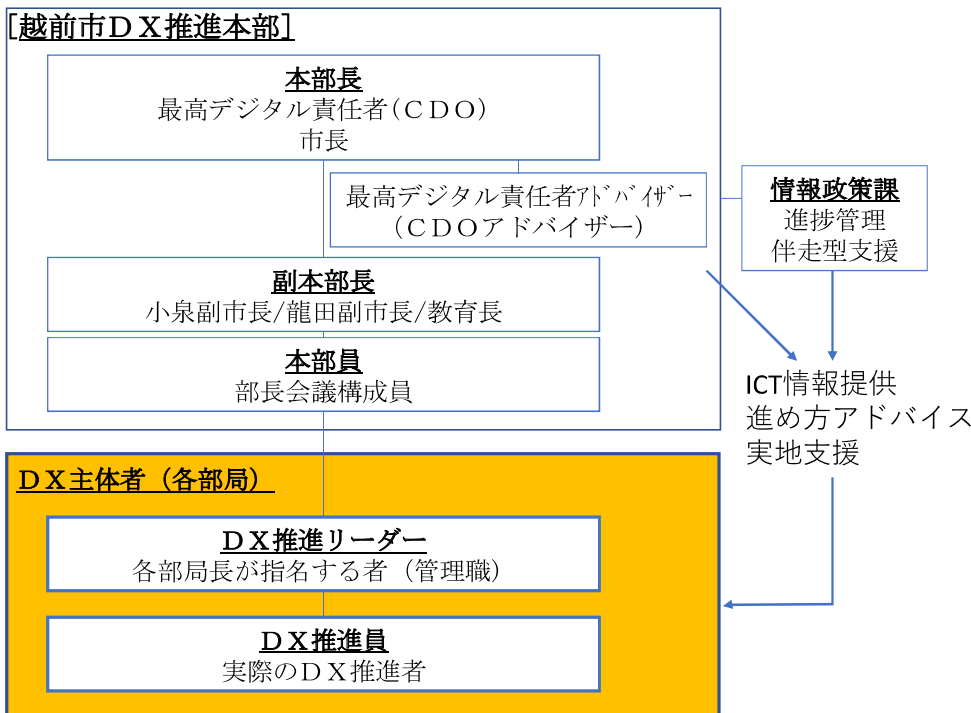 [越前市ＤＸ推進本部]
本部長
最高デジタル責任者(ＣＤＯ)
市長
最高デジタル責任者ｱﾄﾞﾊﾞｲｻﾞｰ
(ＣＤＯアドバイザー)
情報政策課
進捗管理
伴走型支援
副本部長
小泉副市長/龍田副市長/教育長
本部員
部長会議構成員
ICT情報提供
進め方アドバイス
実地支援
ＤＸ主体者（各部局）
ＤＸ推進リーダー
各部局長が指名する者（管理職）
ＤＸ推進員
実際のＤＸ推進者